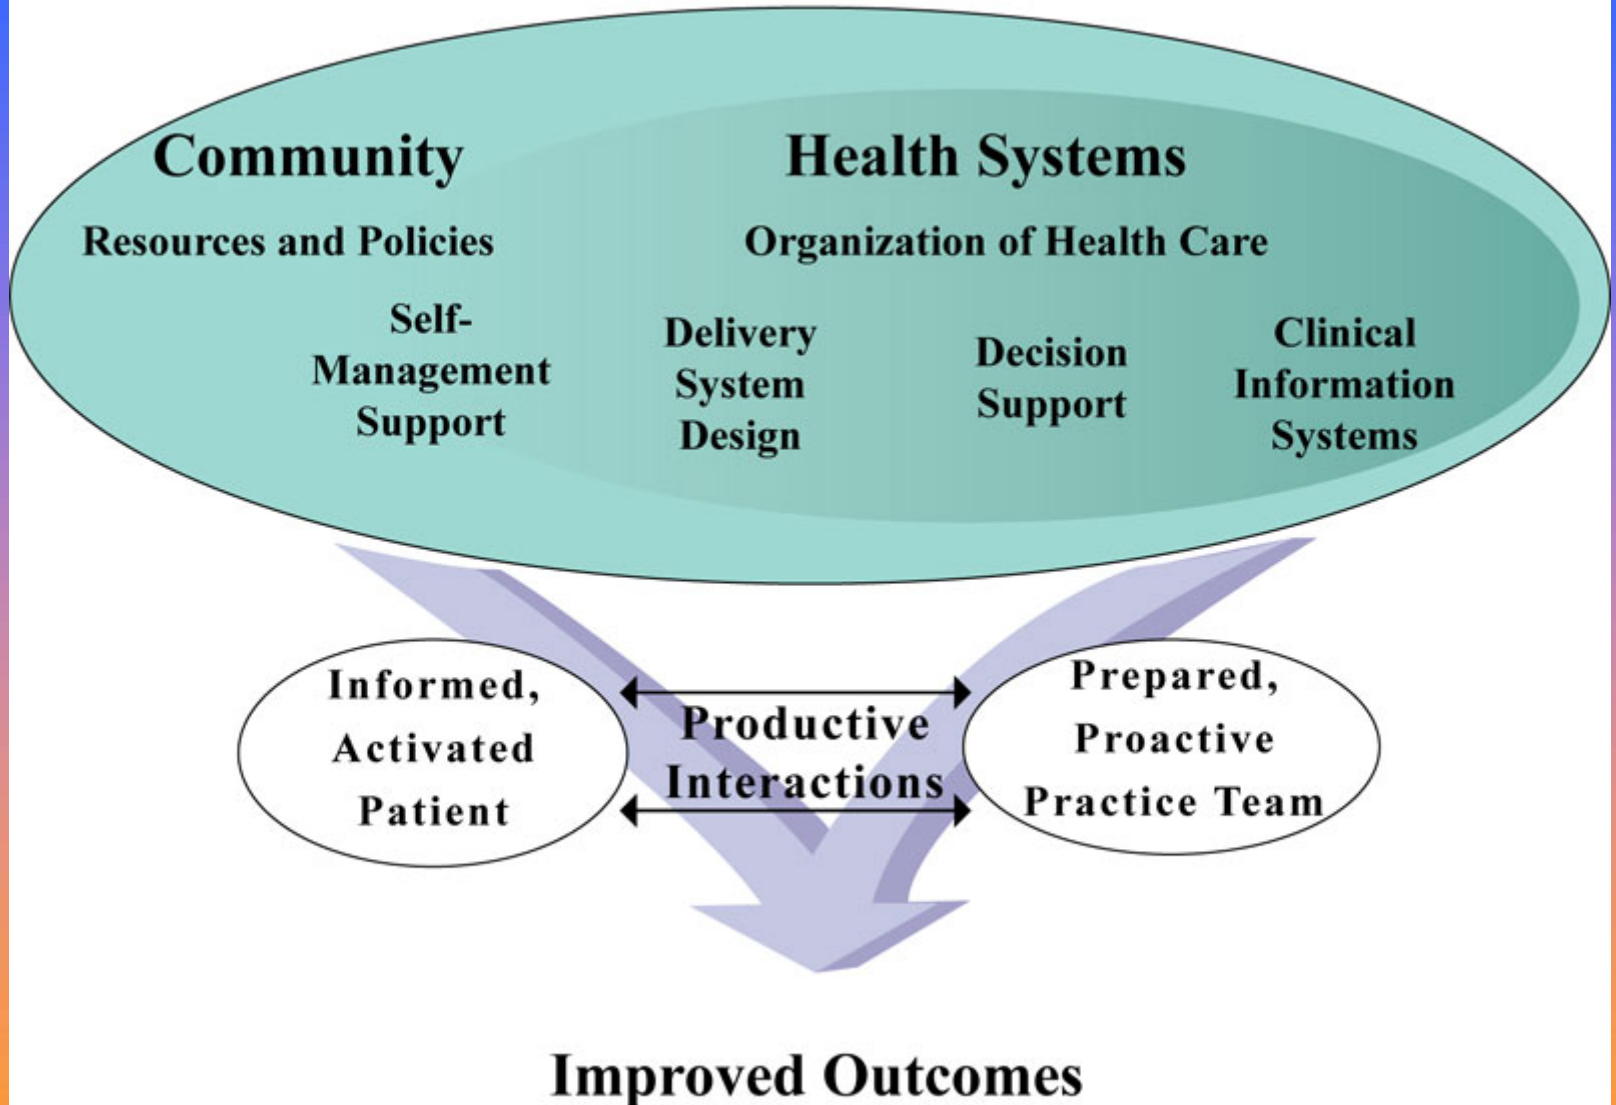 Community
Health Systems
Resources and Policies
Organization of Health Care
Self-
Management
Support
Delivery
System
Design
Decision
Support
Clinical
Information
Systems
Informed,
Activated
Patient
Productive
Interactions
Prepared,
Proactive
Practice Team
Improved Outcomes